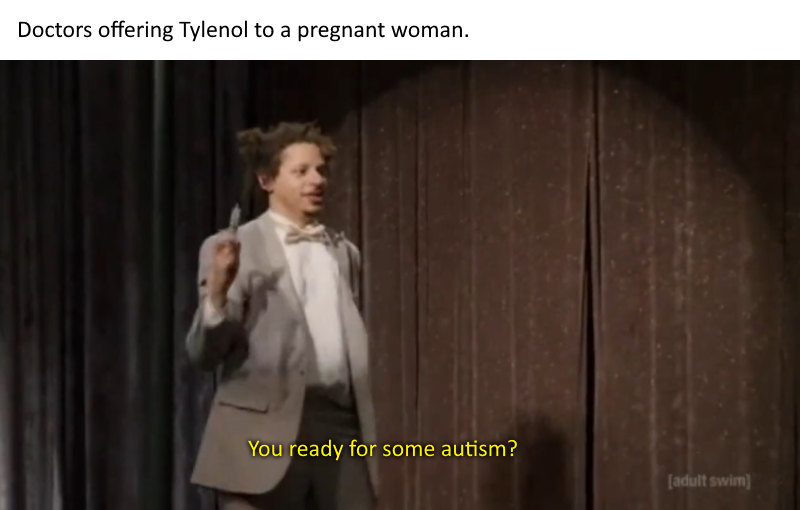 Doctors offering Tylenol to a pregnant woman.
You ready for some autism?
[adult swim]